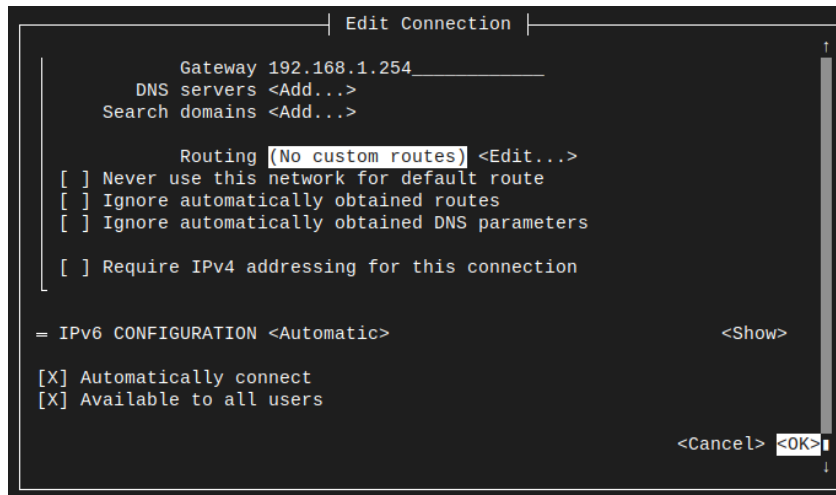 Edit Connection
Gateway 192.168.1.254____________
DNS servers <Add...>
Search domains <Add...>
Routing (No custom routes) <Edit...>
[ ] Never use this network for default route
[ ] Ignore automatically obtained routes
[ ] Ignore automatically obtained DNS parameters
[ ] Require IPv4 addressing for this connection
= IPv6 CONFIGURATION <Automatic> <Show>
[X] Automatically connect
[X] Available to all users
<Cancel> <OK>